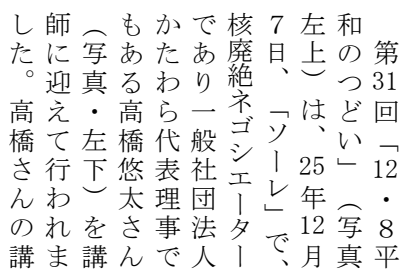 第31回「12・8平
和のつどい」（写真
左上）は、25年12月
７日、「ソーレ」で、
核廃絶ネゴシエーター
であり一般社団法人
かたわら代表理事で
もある高橋悠太さん
（写真・左下）を講
師に迎えて行われま
した。高橋さんの講